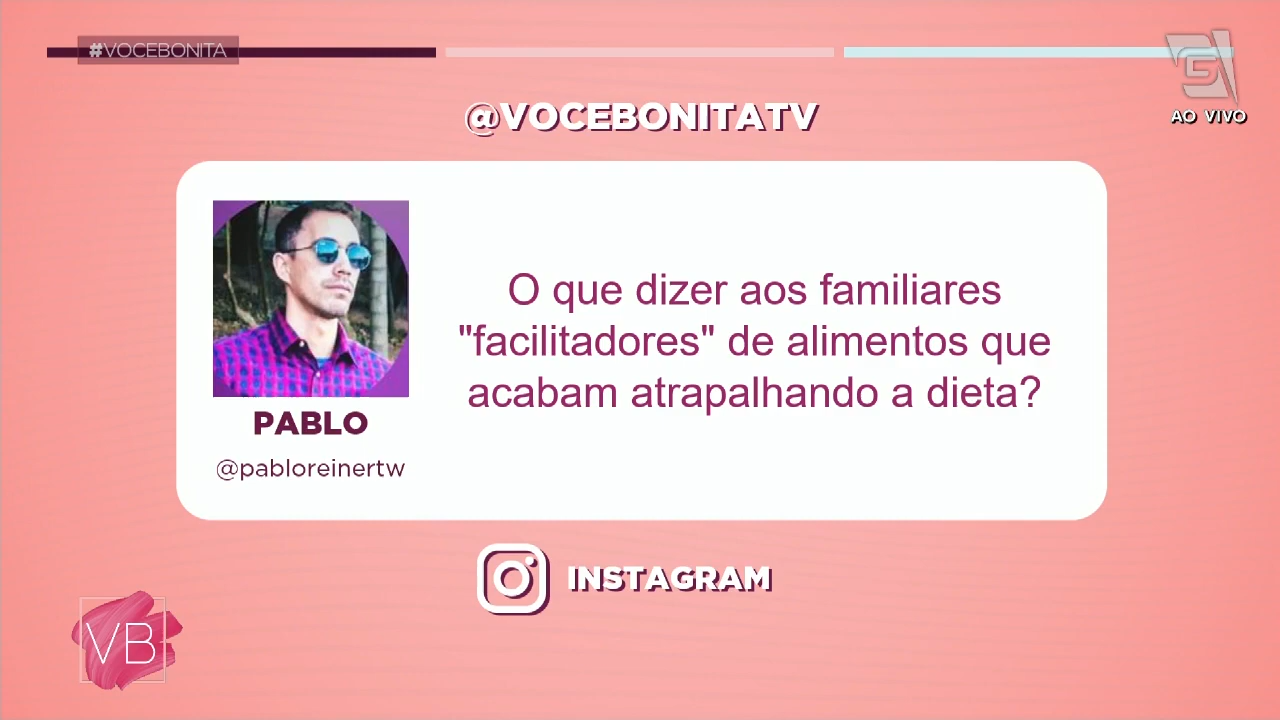 #VOCEBONITA
G
AO VIVO
@VOCEBONITATV
O que dizer aos familiares
"facilitadores" de alimentos que
acabam atrapalhando a dieta?
PABLO
@pabloreinertw
INSTAGRAM
VB